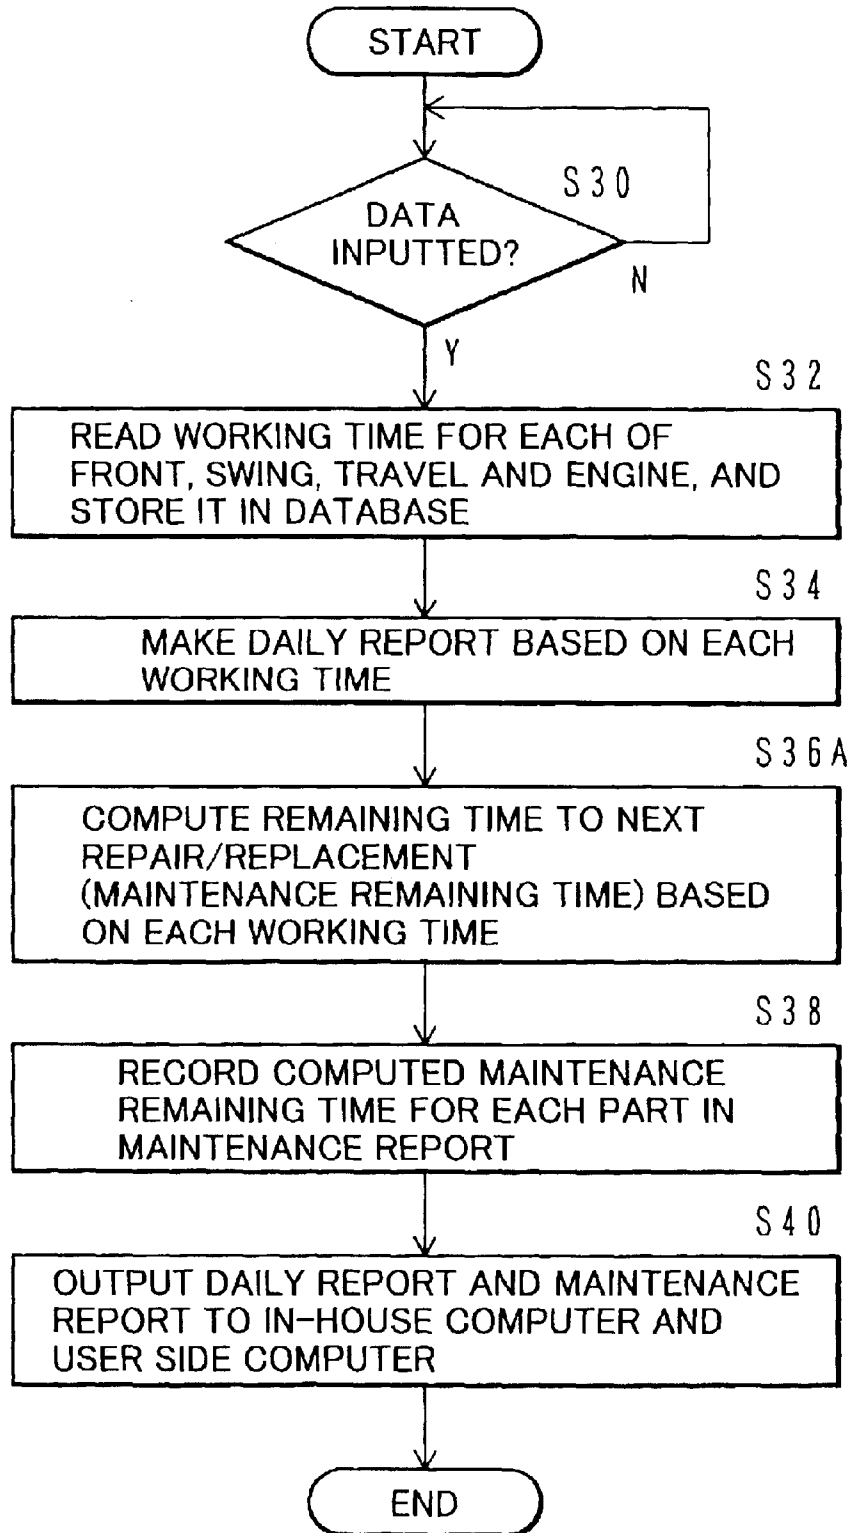 START
S30
DATA
INPUTTED?
N
Y
S32
READ WORKING TIME FOR EACH OF
FRONT, SWING, TRAVEL AND ENGINE, AND
STORE IT IN DATABASE
S34
MAKE DAILY REPORT BASED ON EACH
WORKING TIME
S36A
COMPUTE REMAINING TIME TO NEXT
REPAIR/REPLACEMENT
(MAINTENANCE REMAINING TIME) BASED
ON EACH WORKING TIME
S38
RECORD COMPUTED MAINTENANCE
REMAINING TIME FOR EACH PART IN
MAINTENANCE REPORT
S40
OUTPUT DAILY REPORT AND MAINTENANCE
REPORT TO IN-HOUSE COMPUTER AND
USER SIDE COMPUTER
END